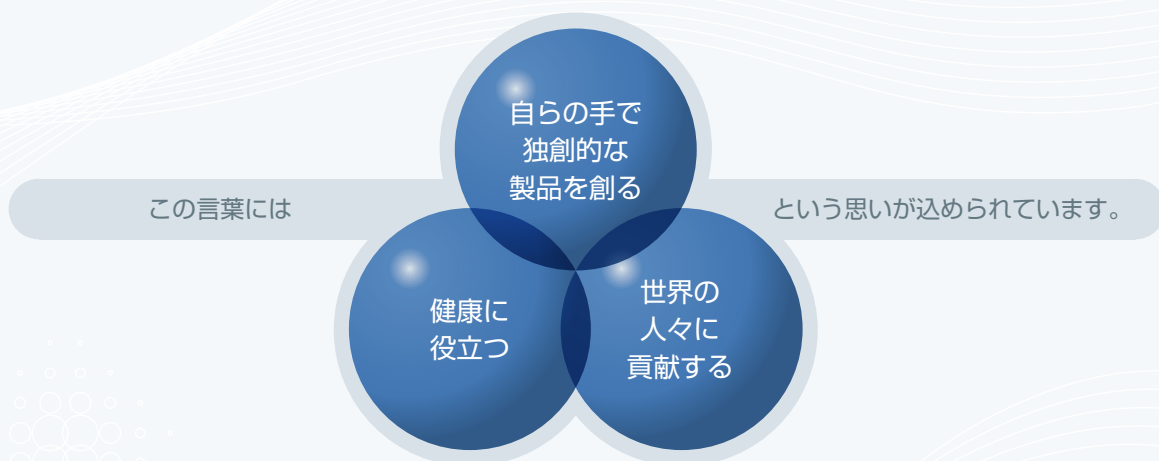 この言葉には
自らの手で
独創的な
製品を創る
健康に
役立つ
世界の
人々に
貢献する
という思いが込められています。